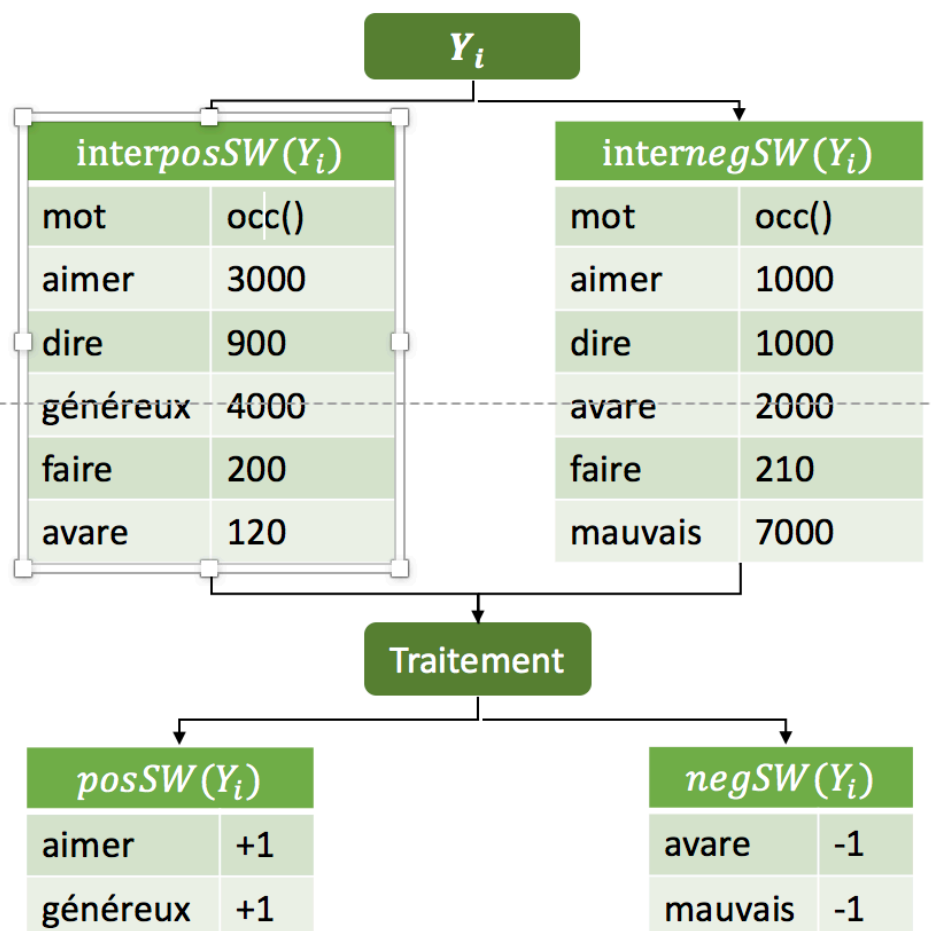 Yi
interposSW(Yi) internegSW(Yi)
mot occ() mot occ()
aimer 3000 aimer 1000
dire 900 dire 1000
généreux 4000 avare 2000
faire 200 faire 210
avare 120 mauvais 7000
Traitement
posSW(Yi) negSW(Yi)
aimer +1 avare -1
généreux +1 mauvais -1